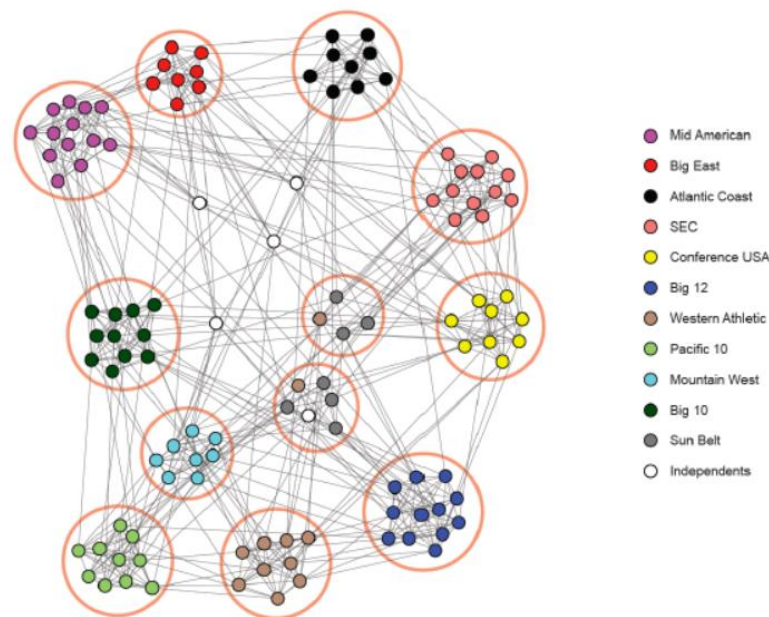 Mid American
Big East
Atlantic Coast
SEC
Conference USA
Big 12
Western Athletic
Pacific 10
Mountain West
Big 10
Sun Belt
Independents